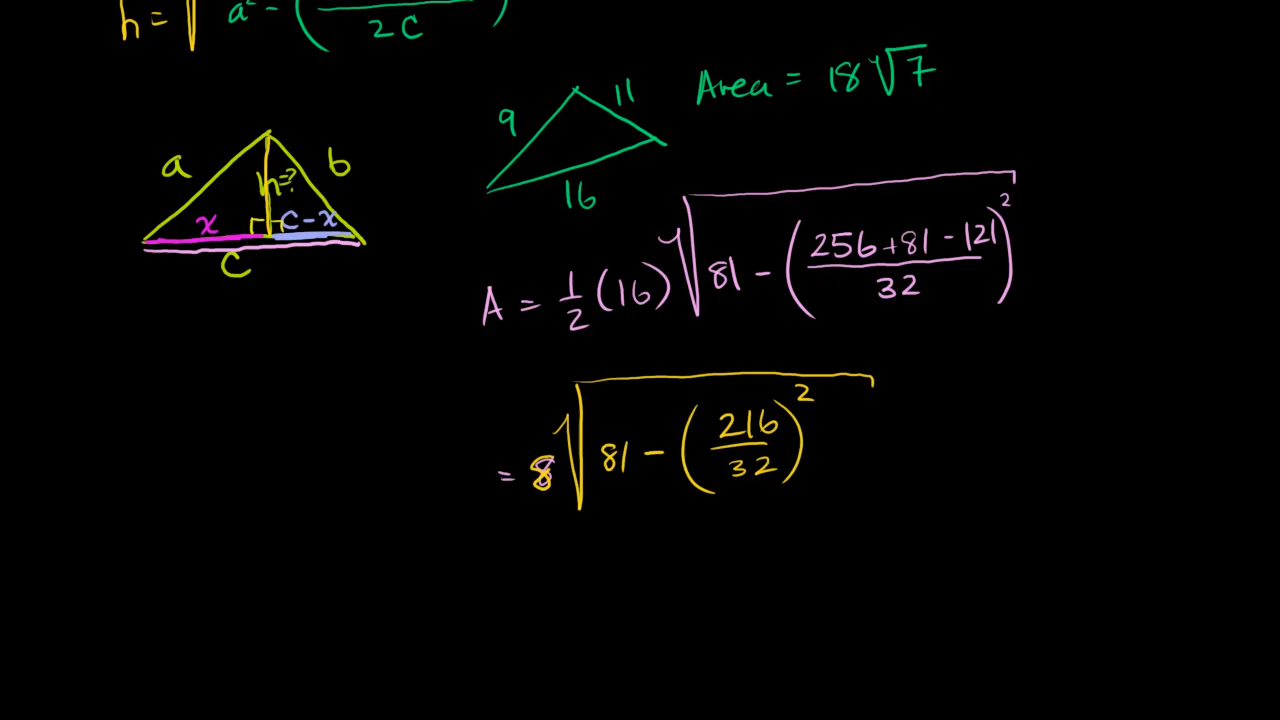 h = √ a² - ( / 2C )
Area = 18√7
9
11
16
a
b
h=?
x
c-x
C
A = 1/2 (16) √(81 - ((256+81-121)/32)²)
= 8 √(81 - (216/32)²)